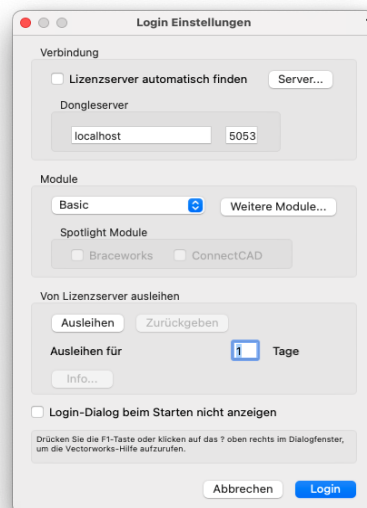 Login Einstellungen
Verbindung
Lizenzserver automatisch finden
Server...
Dongleserver
localhost
5053
Module
Basic
Weitere Module...
Spotlight Module
Braceworks
ConnectCAD
Von Lizenzserver ausleihen
Ausleihen
Zurückgeben
Ausleihen für
1
Tage
Info...
Login-Dialog beim Starten nicht anzeigen
Drücken Sie die F1-Taste oder klicken auf das ? oben rechts im Dialogfenster,
um die Vectorworks-Hilfe aufzurufen.
Abbrechen
Login